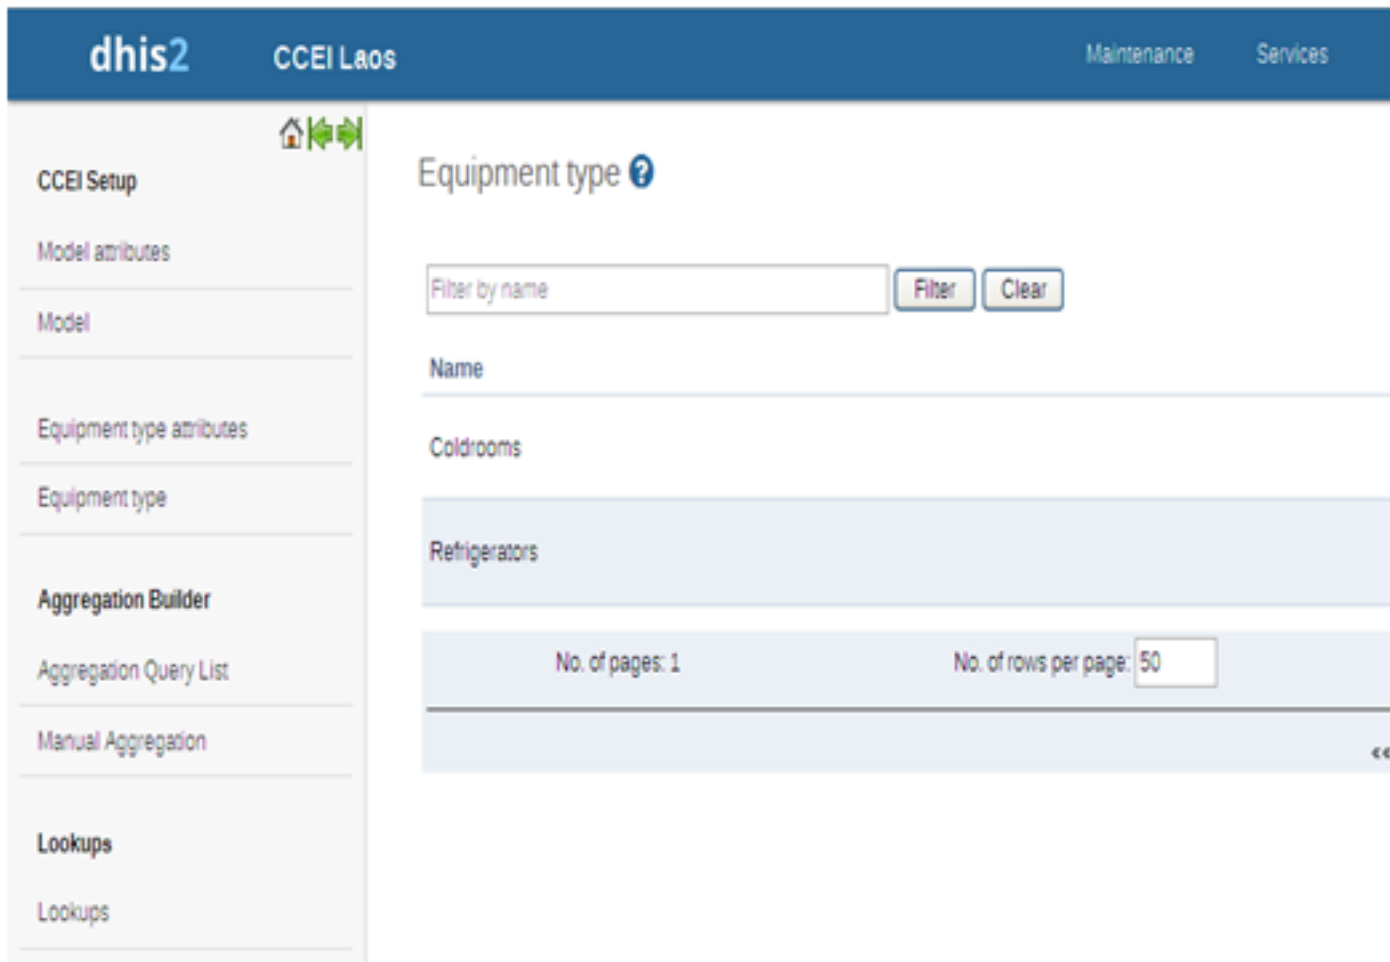 dhis2 CCEI Laos Maintenance Services
CCEI Setup
Model attributes
Model
Equipment type attributes
Equipment type
Aggregation Builder
Aggregation Query List
Manual Aggregation
Lookups
Lookups
Equipment type ?
Filter by name Filter Clear
Name
Coldrooms
Refrigerators
No. of pages: 1 No. of rows per page: 50
««